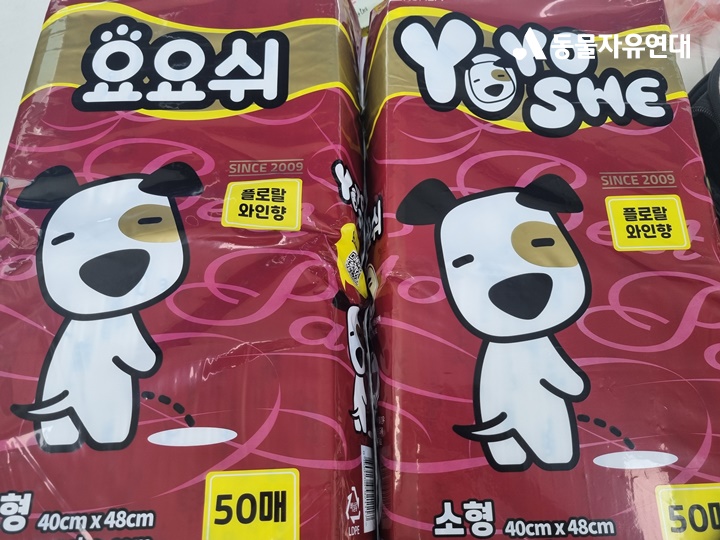 요요쉬
SINCE 2009
플로랄
와인향
형 40cm x 48cm
50매
LDPE
동물자유연대
YOYO
SHE
SINCE 2009
플로랄
와인향
소형 40cm x 48cm
50